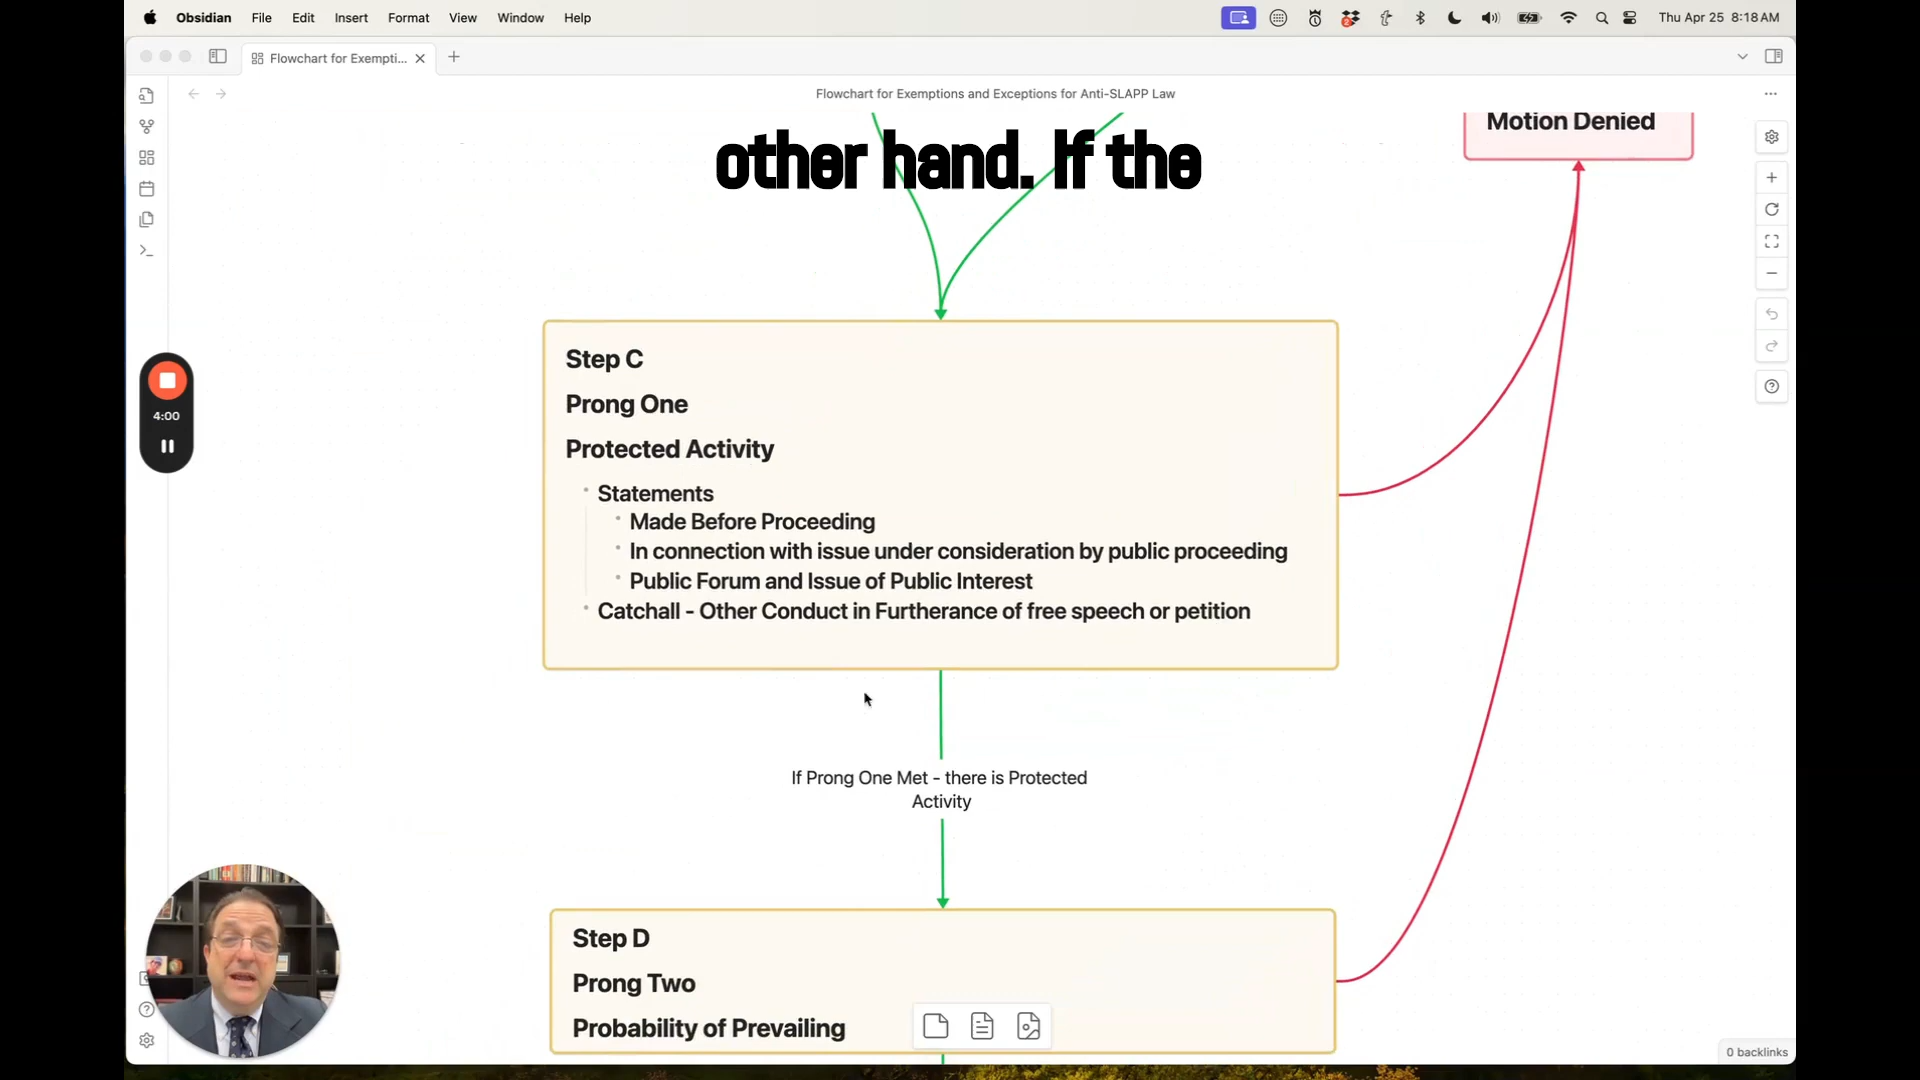 Obsidian File Edit Insert Format View Window Help
2
Thu Apr 25 8:18 AM
Flowchart for Exempti...
Flowchart for Exemptions and Exceptions for Anti-SLAPP Law
Motion Denied
other hand. If the
Step C
Prong One
Protected Activity
Statements
Made Before Proceeding
In connection with issue under consideration by public proceeding
Public Forum and Issue of Public Interest
Catchall - Other Conduct in Furtherance of free speech or petition
4:00
If Prong One Met - there is Protected
Activity
Step D
Prong Two
Probability of Prevailing
0 backlinks